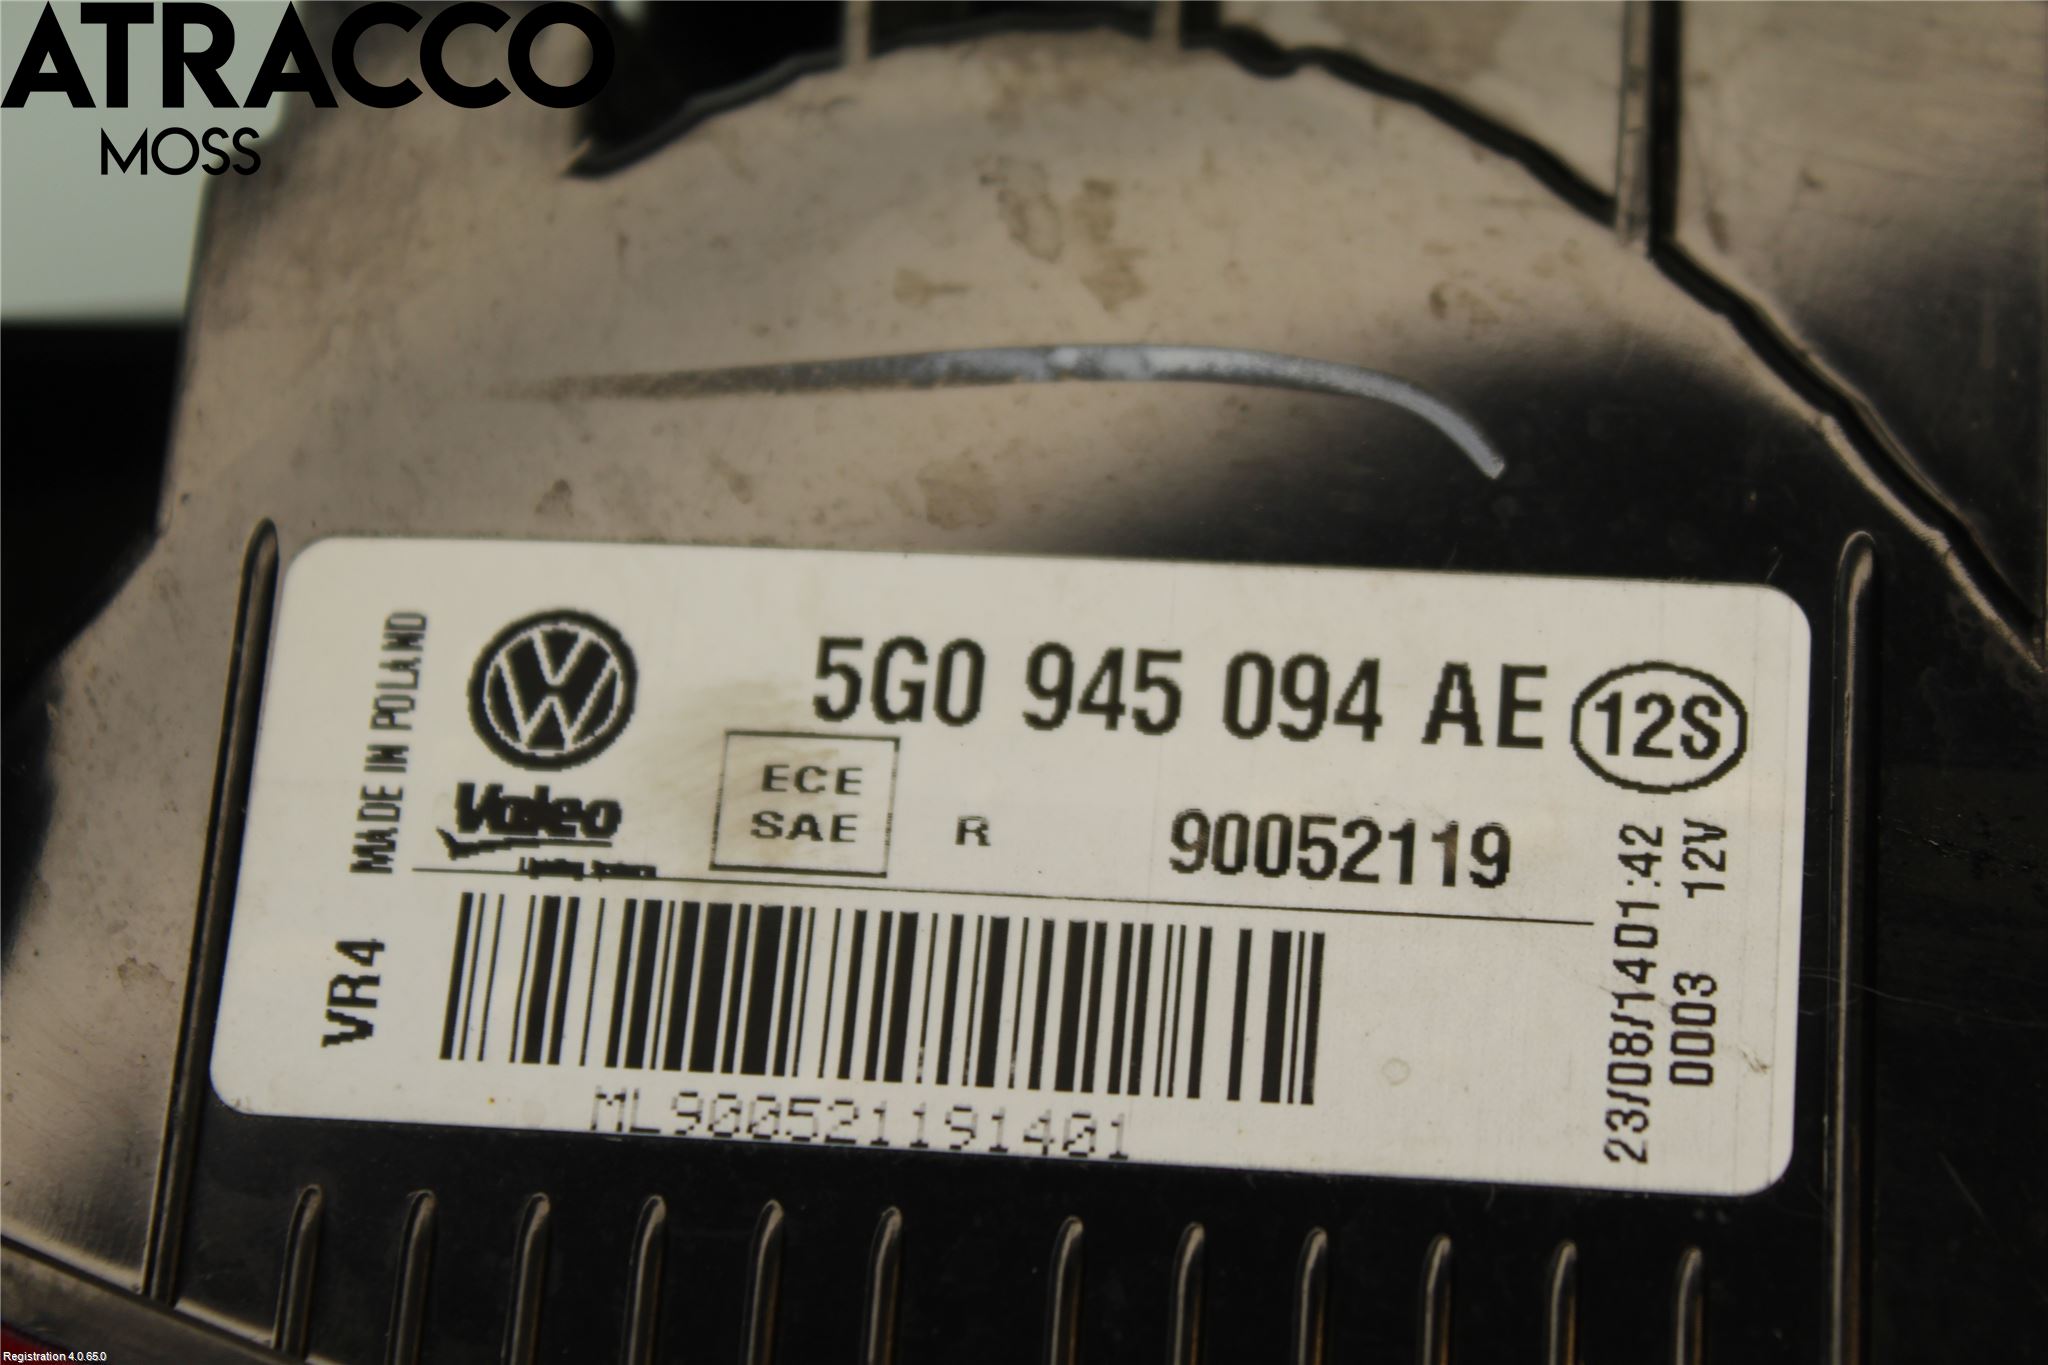 ATRACCO
MOSS
MADE IN POLAND
5G0 945 094 AE
12S
Valeo
ECE
SAE
R
90052119
VR4
23/08/1401:42
0003 12V
ML900521191401
Registration 4.0.65.0